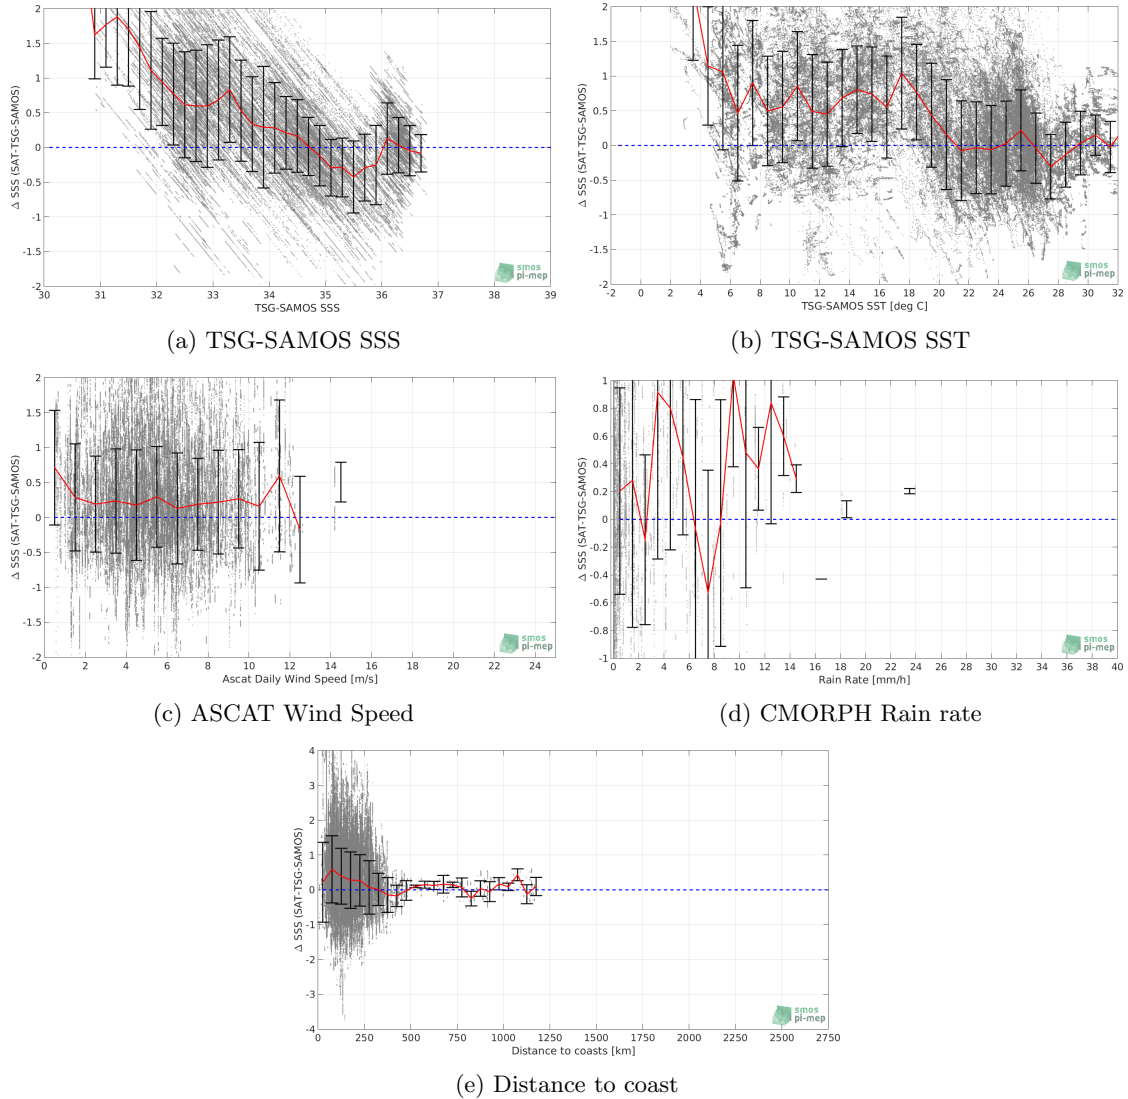 2
1.5
1
0.5
0
-0.5
-1
-1.5
-2
Δ SSS (SAT-TSG-SAMOS)
30 31 32 33 34 35 36 37 38 39
TSG-SAMOS SSS
smos
pi-mep
(a) TSG-SAMOS SSS
2
1.5
1
0.5
0
-0.5
-1
-1.5
-2
Δ SSS (SAT-TSG-SAMOS)
-2 0 2 4 6 8 10 12 14 16 18 20 22 24 26 28 30 32
TSG-SAMOS SST [deg C]
smos
pi-mep
(b) TSG-SAMOS SST
2
1.5
1
0.5
0
-0.5
-1
-1.5
-2
Δ SSS (SAT-TSG-SAMOS)
0 2 4 6 8 10 12 14 16 18 20 22 24
Ascat Daily Wind Speed [m/s]
smos
pi-mep
(c) ASCAT Wind Speed
1
0.8
0.6
0.4
0.2
0
-0.2
-0.4
-0.6
-0.8
-1
Δ SSS (SAT-TSG-SAMOS)
0 2 4 6 8 10 12 14 16 18 20 22 24 26 28 30 32 34 36 38 40
Rain Rate [mm/h]
smos
pi-mep
(d) CMORPH Rain rate
4
3
2
1
0
-1
-2
-3
-4
Δ SSS (SAT-TSG-SAMOS)
0 250 500 750 1000 1250 1500 1750 2000 2250 2500 2750
Distance to coasts [km]
smos
pi-mep
(e) Distance to coast